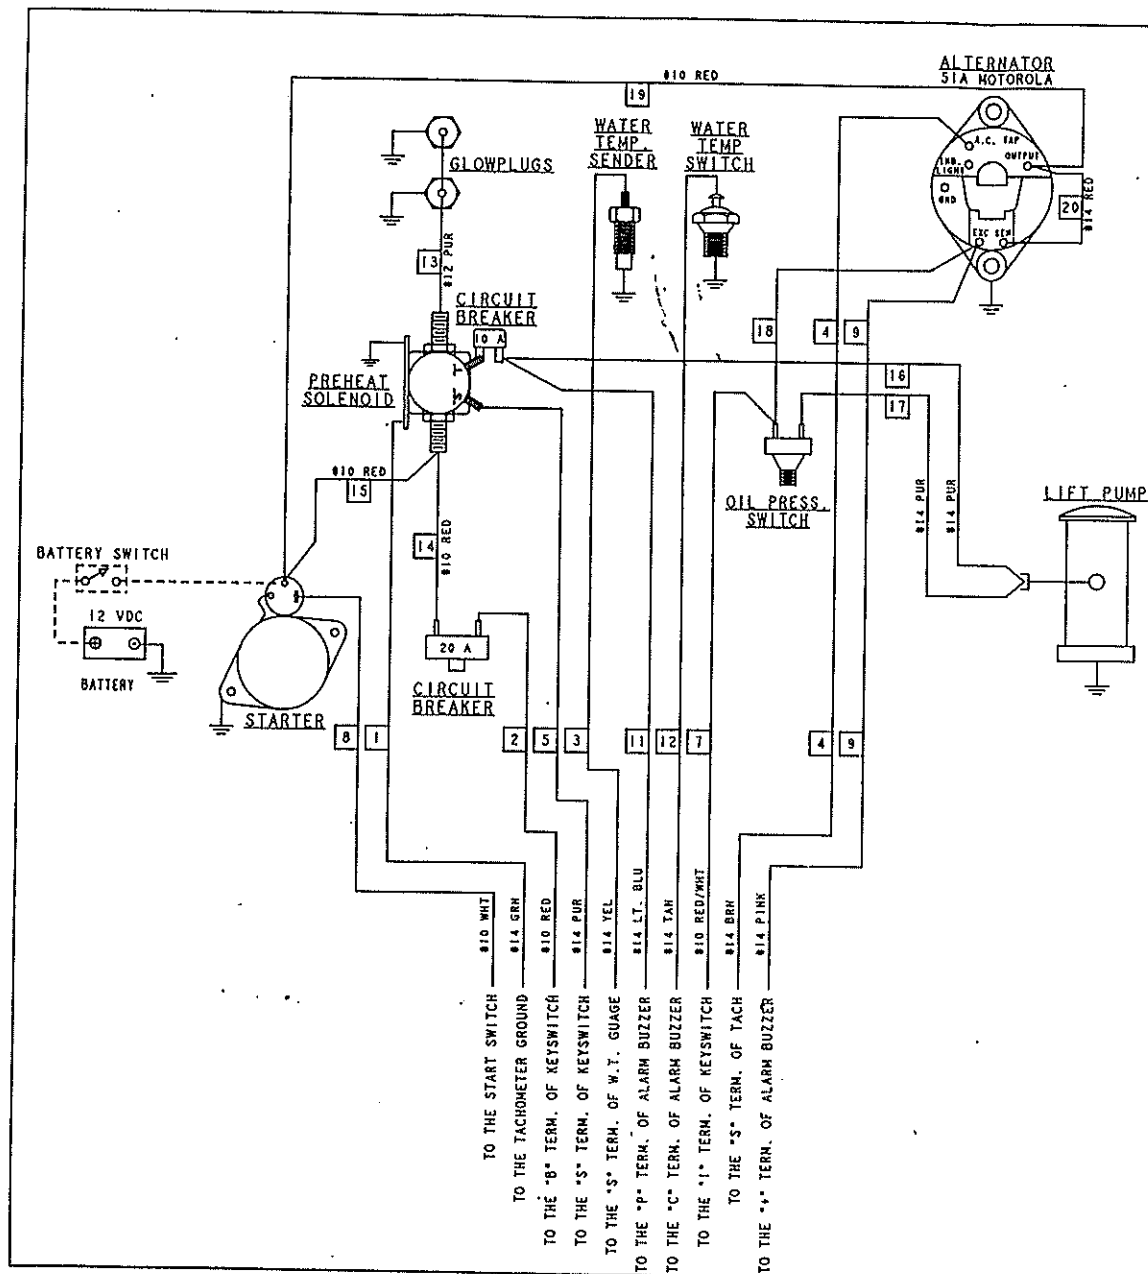 ALTERNATOR
51A MOTOROLA
#10 RED
19
A.C. TAP
OUTPUT
IND.
LIGHT
GND
EXC
SEN
20
#14 RED
GLOWPLUGS
WATER
TEMP.
SENDER
WATER
TEMP
SWITCH
13
#12 PUR
CIRCUIT
BREAKER
10 A
I
S
PREHEAT
SOLENOID
18
4
9
16
17
#10 RED
15
14
#10 RED
OIL PRESS.
SWITCH
#14 PUR
#14 PUR
LIFT PUMP
BATTERY SWITCH
12 VDC
BATTERY
STARTER
20 A
CIRCUIT
BREAKER
8
1
2
5
3
11
12
7
4
9
#10 WHT
#14 GRN
#10 RED
#14 PUR
#14 YEL
#14 LT. BLU
#14 TAN
#10 RED/WHT
#14 BRN
#14 PINK
TO THE START SWITCH
TO THE TACHOMETER GROUND
TO THE "B" TERM. OF KEYSWITCH
TO THE "S" TERM. OF KEYSWITCH
TO THE "S" TERM. OF W.T. GUAGE
TO THE "P" TERM. OF ALARM BUZZER
TO THE "C" TERM. OF ALARM BUZZER
TO THE "I" TERM. OF KEYSWITCH
TO THE "S" TERM. OF TACH
TO THE "+" TERM. OF ALARM BUZZER